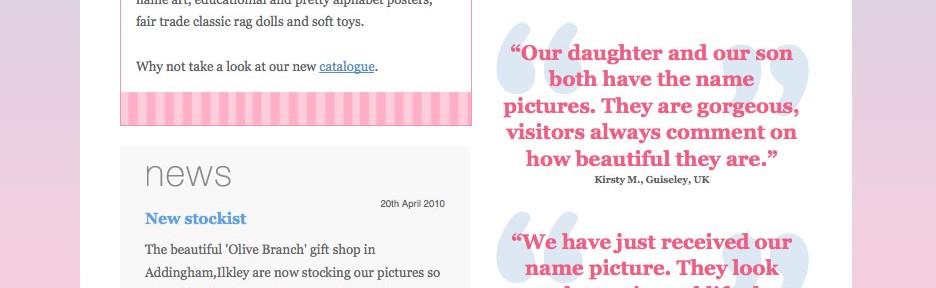 name art, educational and pretty alphabet posters,
fair trade classic rag dolls and soft toys.
Why not take a look at our new catalogue.
news
20th April 2010
New stockist
The beautiful 'Olive Branch' gift shop in
Addingham,Ilkley are now stocking our pictures so
“Our daughter and our son
both have the name
pictures. They are gorgeous,
visitors always comment on
how beautiful they are.”
Kirsty M., Guiseley, UK
“We have just received our
name picture. They look